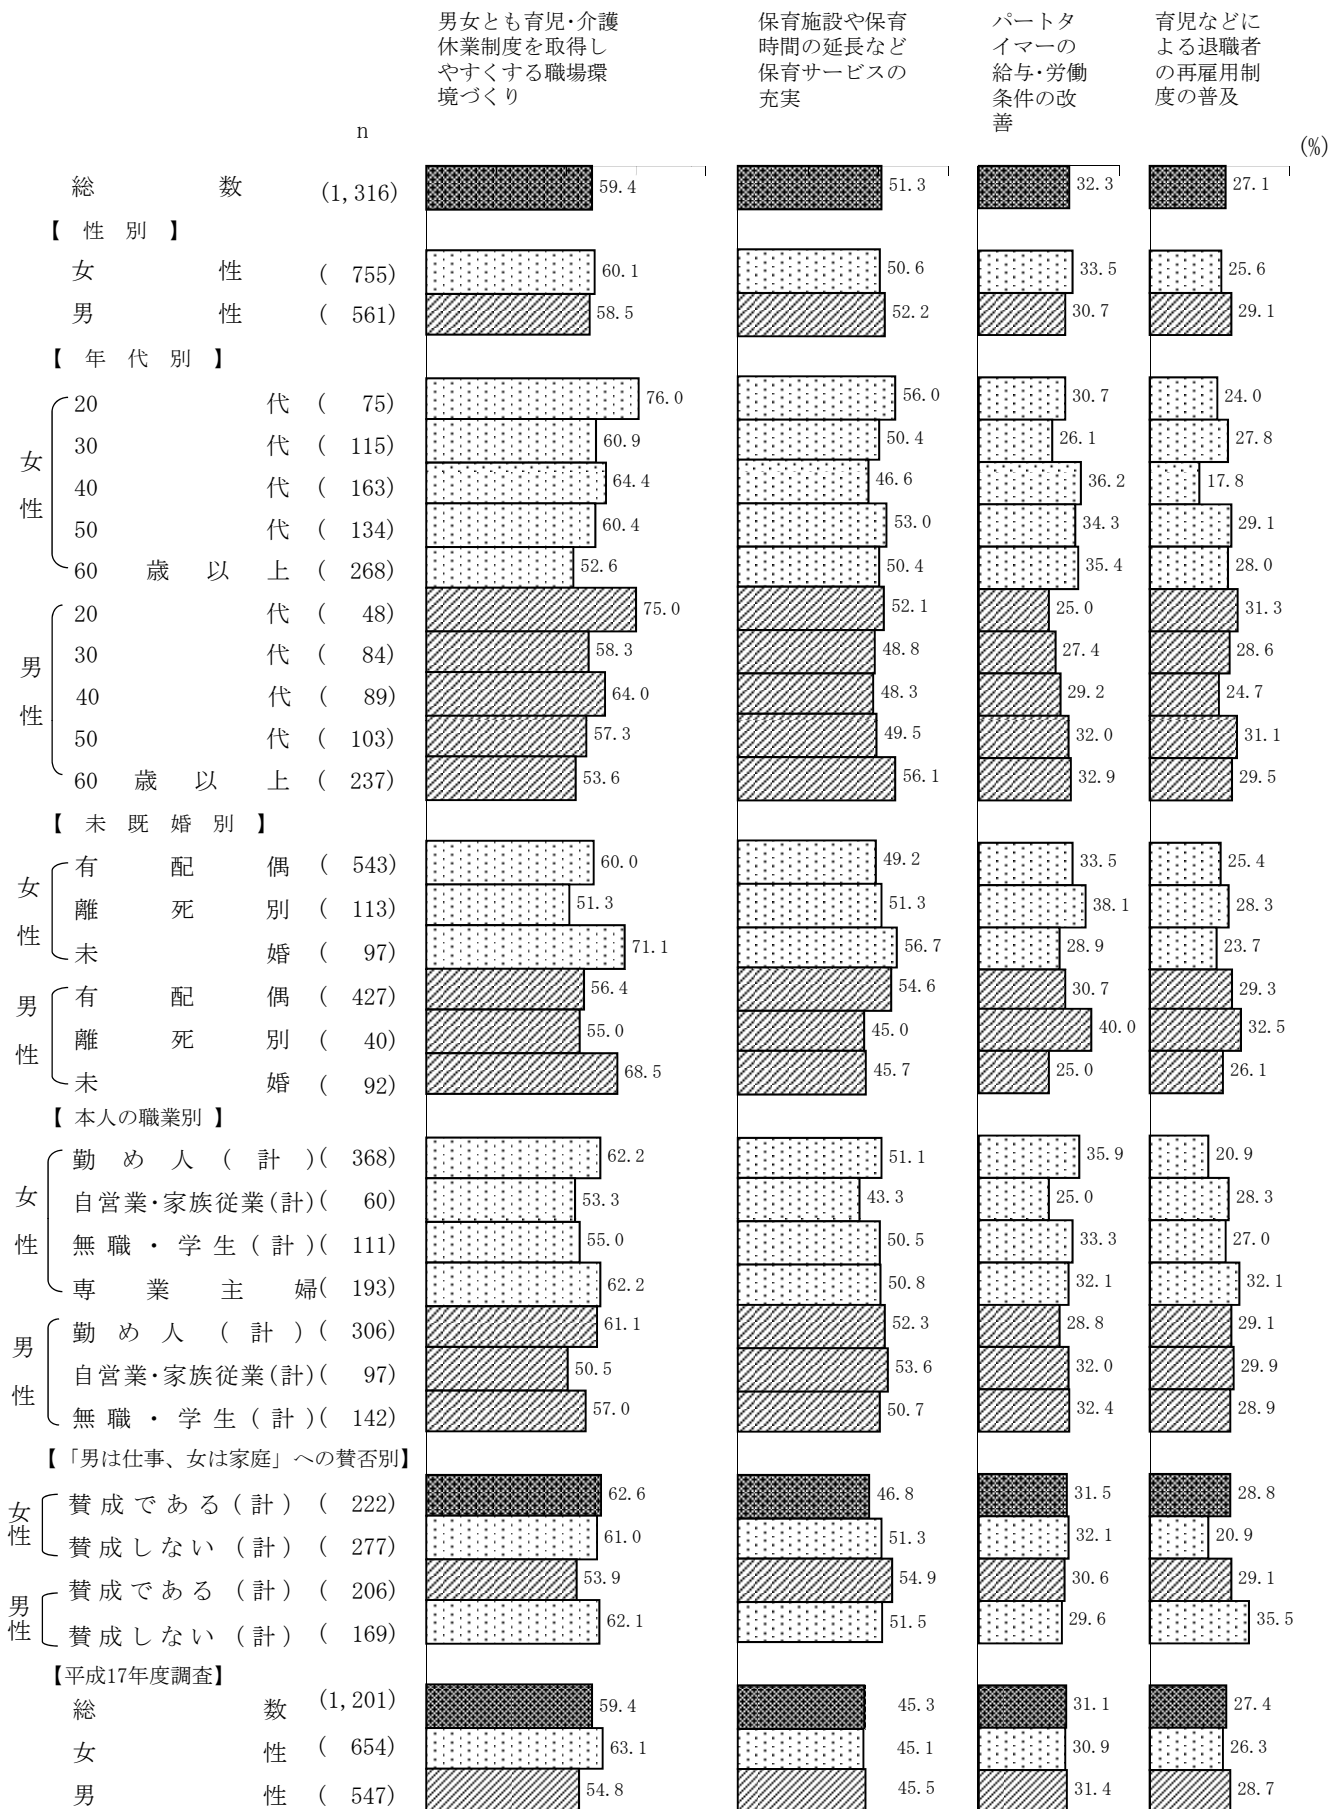 男女とも育児・介護
休業制度を取得し
やすくする職場環
境づくり
保育施設や保育
時間の延長など
保育サービスの
充実
パートタ
イマーの
給与・労働
条件の改
善
育児などに
よる退職者
の再雇用制
度の普及
n
(%)
総数 (1,316) 59.4 51.3 32.3 27.1
【 性 別 】
女性 ( 755) 60.1 50.6 33.5 25.6
男性 ( 561) 58.5 52.2 30.7 29.1
【 年 代 別 】
女性
20代 ( 75) 76.0 56.0 30.7 24.0
30代 ( 115) 60.9 50.4 26.1 27.8
40代 ( 163) 64.4 46.6 36.2 17.8
50代 ( 134) 60.4 53.0 34.3 29.1
60歳以上 ( 268) 52.6 50.4 35.4 28.0
男性
20代 ( 48) 75.0 52.1 25.0 31.3
30代 ( 84) 58.3 48.8 27.4 28.6
40代 ( 89) 64.0 48.3 29.2 24.7
50代 ( 103) 57.3 49.5 32.0 31.1
60歳以上 ( 237) 53.6 56.1 32.9 29.5
【 未 既 婚 別 】
女性
有配偶 ( 543) 60.0 49.2 33.5 25.4
離死別 ( 113) 51.3 51.3 38.1 28.3
未婚 ( 97) 71.1 56.7 28.9 23.7
男性
有配偶 ( 427) 56.4 54.6 30.7 29.3
離死別 ( 40) 55.0 45.0 40.0 32.5
未婚 ( 92) 68.5 45.7 25.0 26.1
【 本人の職業別 】
女性
勤め人(計) ( 368) 62.2 51.1 35.9 20.9
自営業・家族従業(計) ( 60) 53.3 43.3 25.0 28.3
無職・学生(計) ( 111) 55.0 50.5 33.3 27.0
専業主婦 ( 193) 62.2 50.8 32.1 32.1
男性
勤め人(計) ( 306) 61.1 52.3 28.8 29.1
自営業・家族従業(計) ( 97) 50.5 53.6 32.0 29.9
無職・学生(計) ( 142) 57.0 50.7 32.4 28.9
【「男は仕事、女は家庭」への賛否別】
女性
賛成である(計) ( 222) 62.6 46.8 31.5 28.8
賛成しない(計) ( 277) 61.0 51.3 32.1 20.9
男性
賛成である(計) ( 206) 53.9 54.9 30.6 29.1
賛成しない(計) ( 169) 62.1 51.5 29.6 35.5
【平成17年度調査】
総数 (1,201) 59.4 45.3 31.1 27.4
女性 ( 654) 63.1 45.1 30.9 26.3
男性 ( 547) 54.8 45.5 31.4 28.7